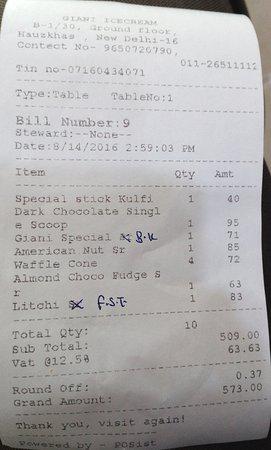 GIANI ICECREAM
B-1/30, Ground Floor,
Hauzkhas , New Delhi-16
Contect No- 9650720790,
011-26511112
Tin no-07160434071
Type:Table TableNo:1
Bill Number:9
Steward:--None--
Date:8/14/2016 2:59:03 PM
Item Qty Amt
Special stick Kulfi 1 40
Dark Chocolate Singl
e Scoop 1 95
Giani Special B.K 1 71
American Nut Sr 1 85
Waffle Cone 4 72
Almond Choco Fudge S
r 1 63
Litchi F.S.T. 1 83
Total Qty: 10
Sub Total: 509.00
Vat @12.5% 63.63
Round Off: 0.37
Grand Amount: 573.00
Thank you, visit again!
Powered by - POSist